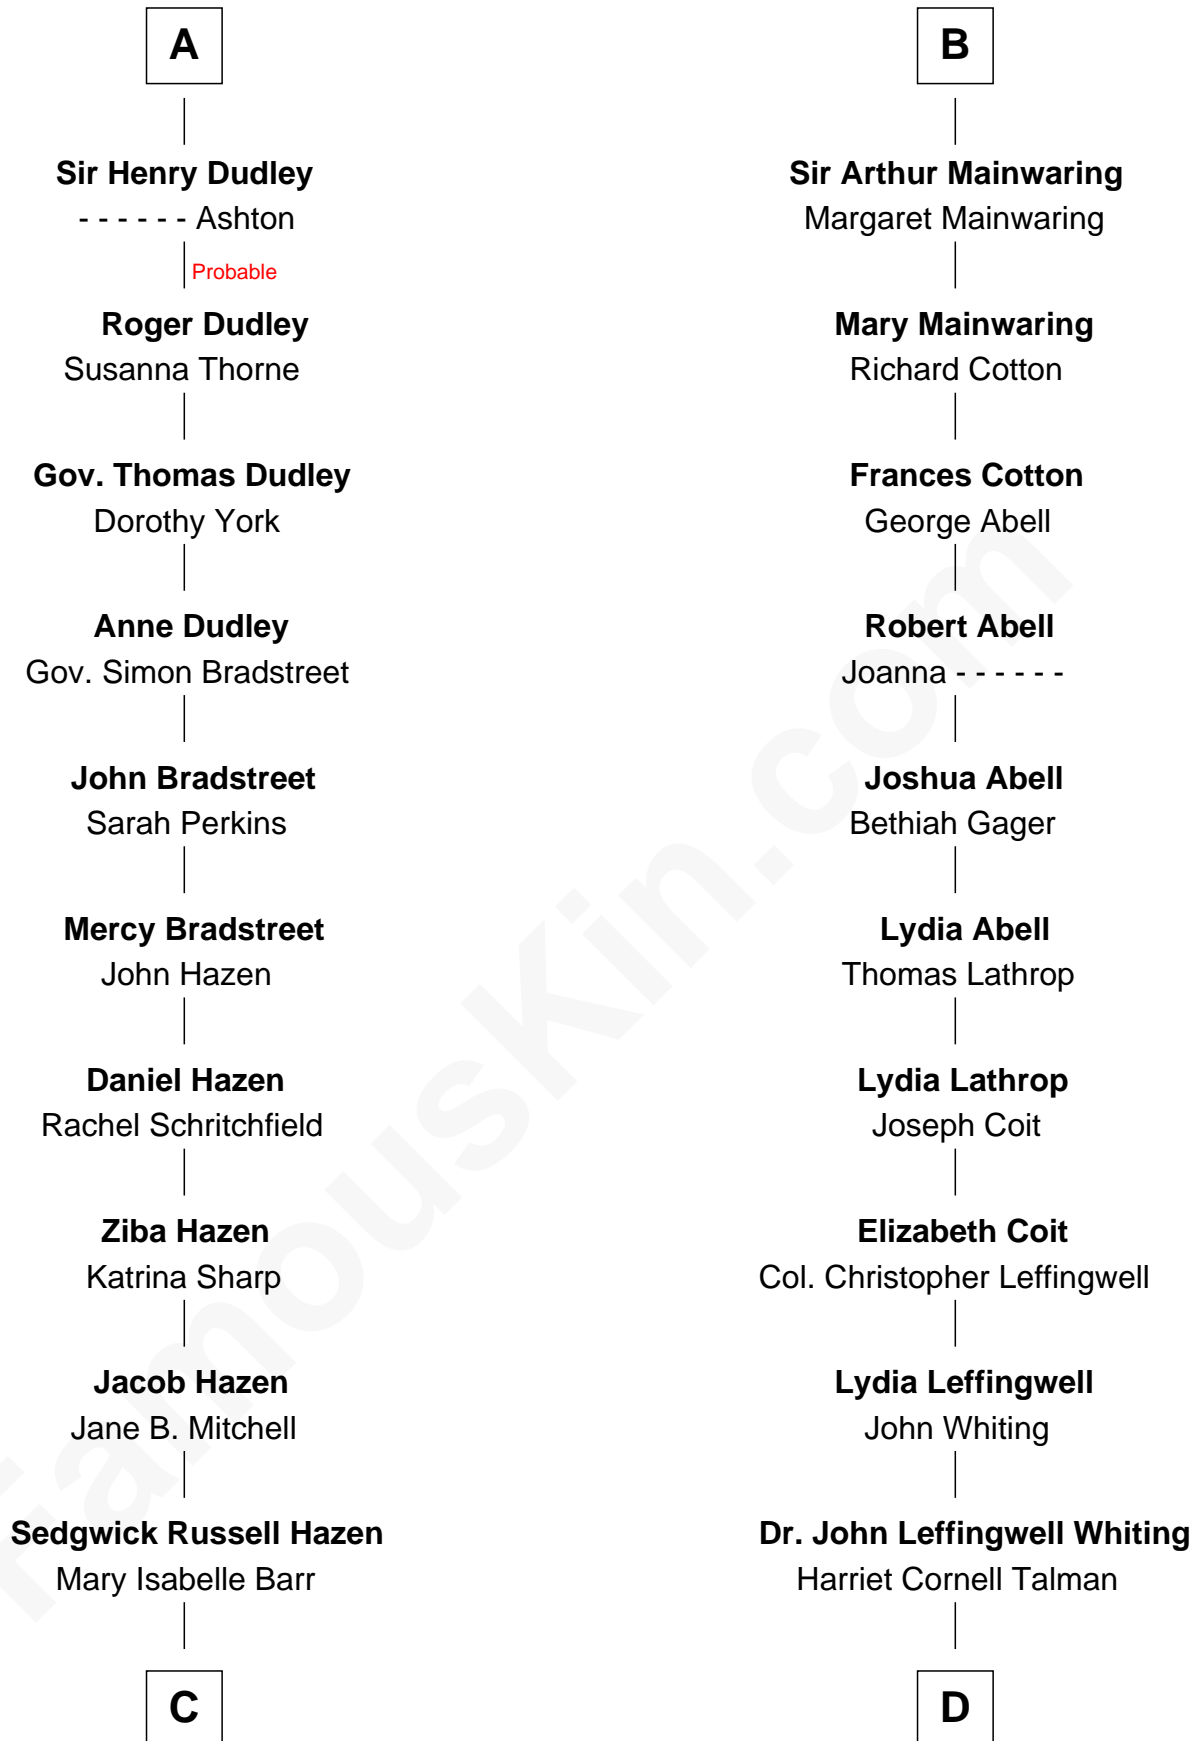 A
Sir Henry Dudley
- - - - - - Ashton
Probable
Roger Dudley
Susanna Thorne
Gov. Thomas Dudley
Dorothy York
Anne Dudley
Gov. Simon Bradstreet
John Bradstreet
Sarah Perkins
Mercy Bradstreet
John Hazen
Daniel Hazen
Rachel Schritchfield
Ziba Hazen
Katrina Sharp
Jacob Hazen
Jane B. Mitchell
Sedgwick Russell Hazen
Mary Isabelle Barr
C
B
Sir Arthur Mainwaring
Margaret Mainwaring
Mary Mainwaring
Richard Cotton
Frances Cotton
George Abell
Robert Abell
Joanna - - - - - -
Joshua Abell
Bethiah Gager
Lydia Abell
Thomas Lathrop
Lydia Lathrop
Joseph Coit
Elizabeth Coit
Col. Christopher Leffingwell
Lydia Leffingwell
John Whiting
Dr. John Leffingwell Whiting
Harriet Cornell Talman
D
FamousKin.com